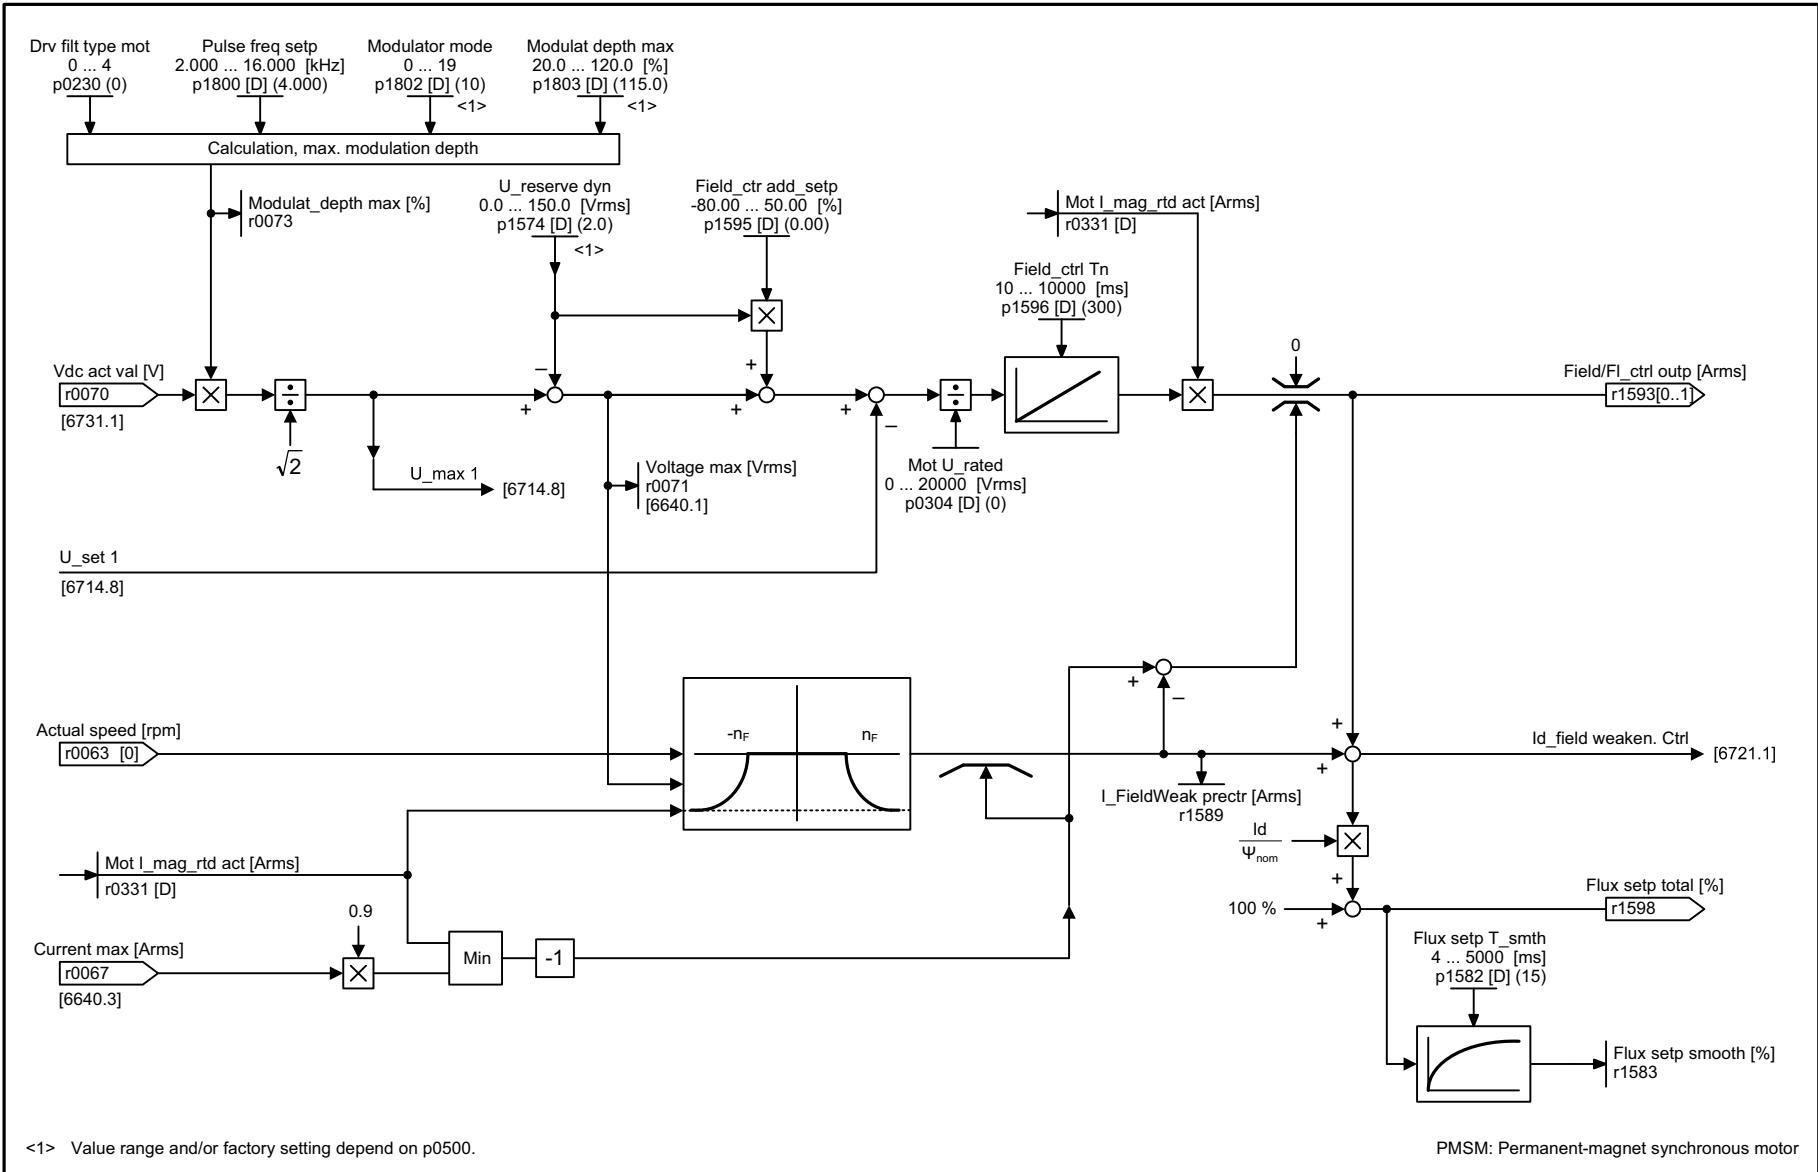 Drv filt type mot
0 ... 4
p0230 (0)
Pulse freq setp
2.000 ... 16.000 [kHz]
p1800 [D] (4.000)
Modulator mode
0 ... 19
p1802 [D] (10)
<1>
Modulat depth max
20.0 ... 120.0 [%]
p1803 [D] (115.0)
<1>
Calculation, max. modulation depth
Modulat_depth max [%]
r0073
U_reserve dyn
0.0 ... 150.0 [Vrms]
p1574 [D] (2.0)
<1>
Field_ctr add_setp
-80.00 ... 50.00 [%]
p1595 [D] (0.00)
Mot I_mag_rtd act [Arms]
r0331 [D]
Field_ctrl Tn
10 ... 10000 [ms]
p1596 [D] (300)
×
Vdc act val [V]
r0070
[6731.1]
×
÷
√2
–
+
+
+
+
–
÷
×
0
Field/Fl_ctrl outp [Arms]
r1593[0..1]
U_max 1
[6714.8]
Voltage max [Vrms]
r0071
[6640.1]
Mot U_rated
0 ... 20000 [Vrms]
p0304 [D] (0)
U_set 1
[6714.8]
+
–
Actual speed [rpm]
r0063 [0]
-nF
nF
+
+
Id_field weaken. Ctrl
[6721.1]
I_FieldWeak prectr [Arms]
r1589
Id
Ψnom
×
Mot I_mag_rtd act [Arms]
r0331 [D]
+
100 %
+
Flux setp total [%]
r1598
0.9
Current max [Arms]
r0067
[6640.3]
×
Min
-1
Flux setp T_smth
4 ... 5000 [ms]
p1582 [D] (15)
Flux setp smooth [%]
r1583
<1> Value range and/or factory setting depend on p0500.
PMSM: Permanent-magnet synchronous motor